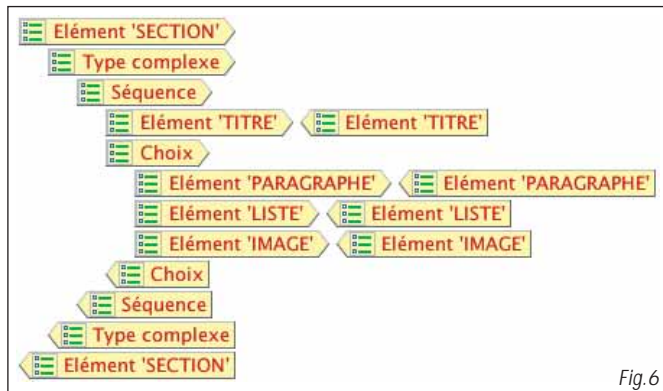 Elément 'SECTION'
Type complexe
Séquence
Elément 'TITRE' Elément 'TITRE'
Choix
Elément 'PARAGRAPHE' Elément 'PARAGRAPHE'
Elément 'LISTE' Elément 'LISTE'
Elément 'IMAGE' Elément 'IMAGE'
Choix
Séquence
Type complexe
Elément 'SECTION'
Fig.6